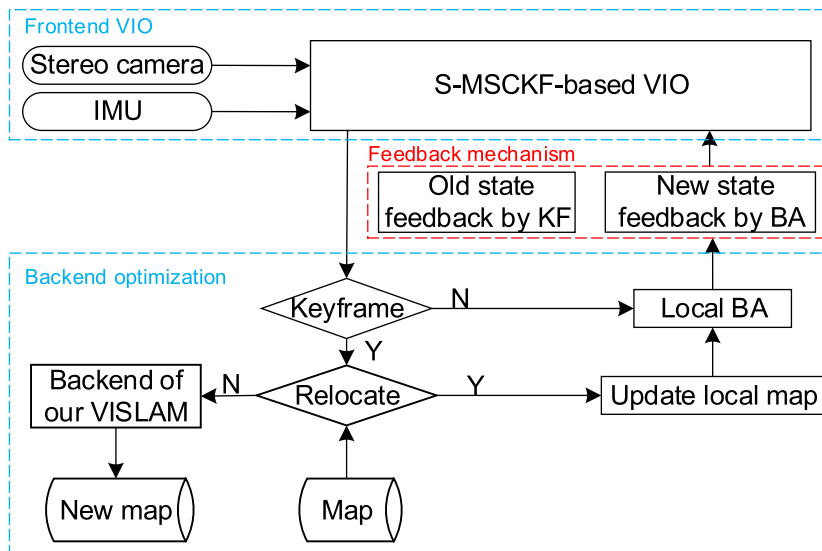 Frontend VIO
Stereo camera
IMU
S-MSCKF-based VIO
Feedback mechanism
Old state
feedback by KF
New state
feedback by BA
Backend optimization
Keyframe
N
Local BA
Y
Backend of
our VISLAM
N
Relocate
Y
Update local map
New map
Map